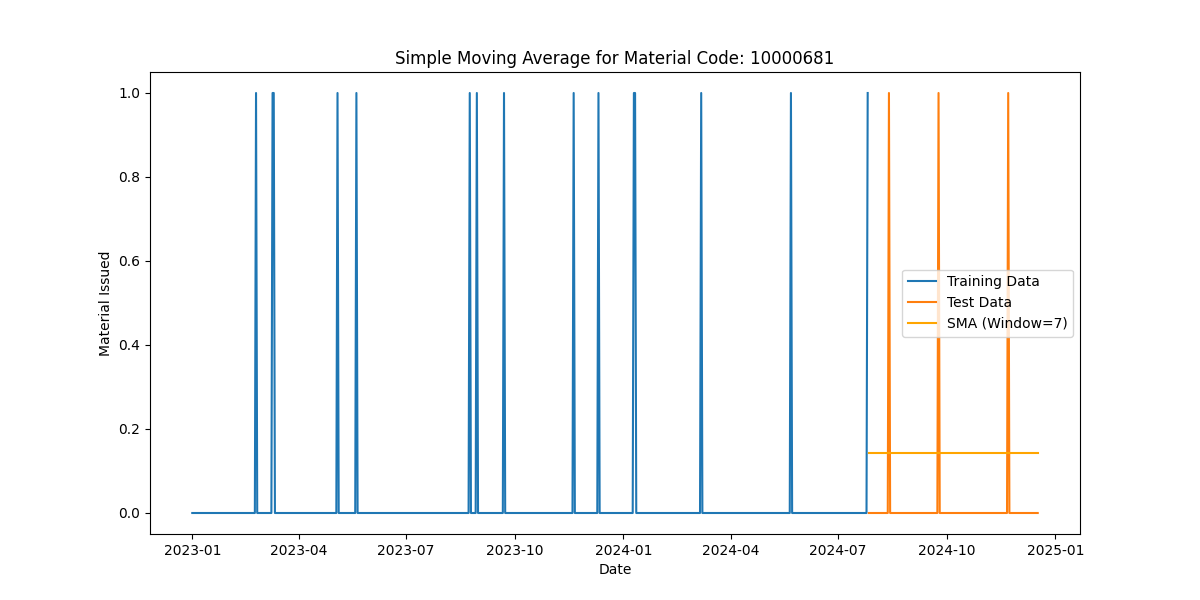 Simple Moving Average for Material Code: 10000681
Material Issued
1.0
0.8
0.6
0.4
0.2
0.0
Training Data
Test Data
SMA (Window=7)
2023-01 2023-04 2023-07 2023-10 2024-01 2024-04 2024-07 2024-10 2025-01
Date